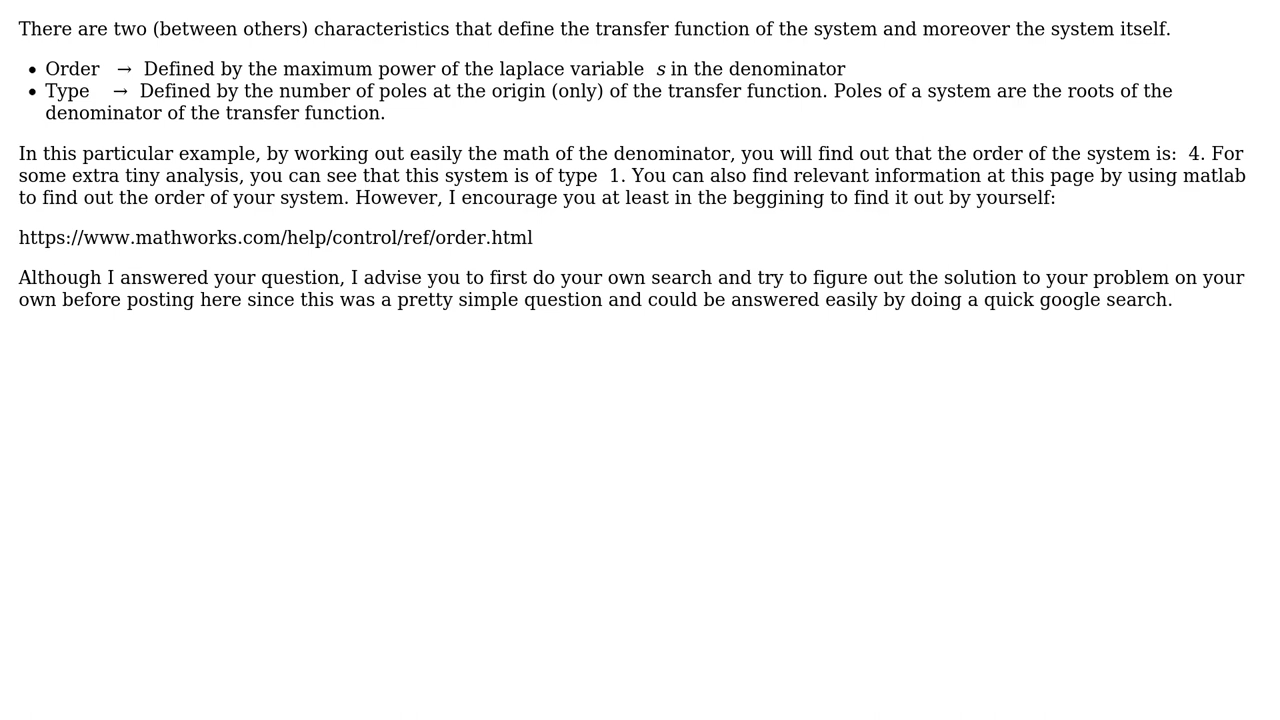 There are two (between others) characteristics that define the transfer function of the system and moreover the system itself.
• Order → Defined by the maximum power of the laplace variable s in the denominator
• Type → Defined by the number of poles at the origin (only) of the transfer function. Poles of a system are the roots of the
denominator of the transfer function.
In this particular example, by working out easily the math of the denominator, you will find out that the order of the system is: 4. For
some extra tiny analysis, you can see that this system is of type 1. You can also find relevant information at this page by using matlab
to find out the order of your system. However, I encourage you at least in the beggining to find it out by yourself:
https://www.mathworks.com/help/control/ref/order.html
Although I answered your question, I advise you to first do your own search and try to figure out the solution to your problem on your
own before posting here since this was a pretty simple question and could be answered easily by doing a quick google search.